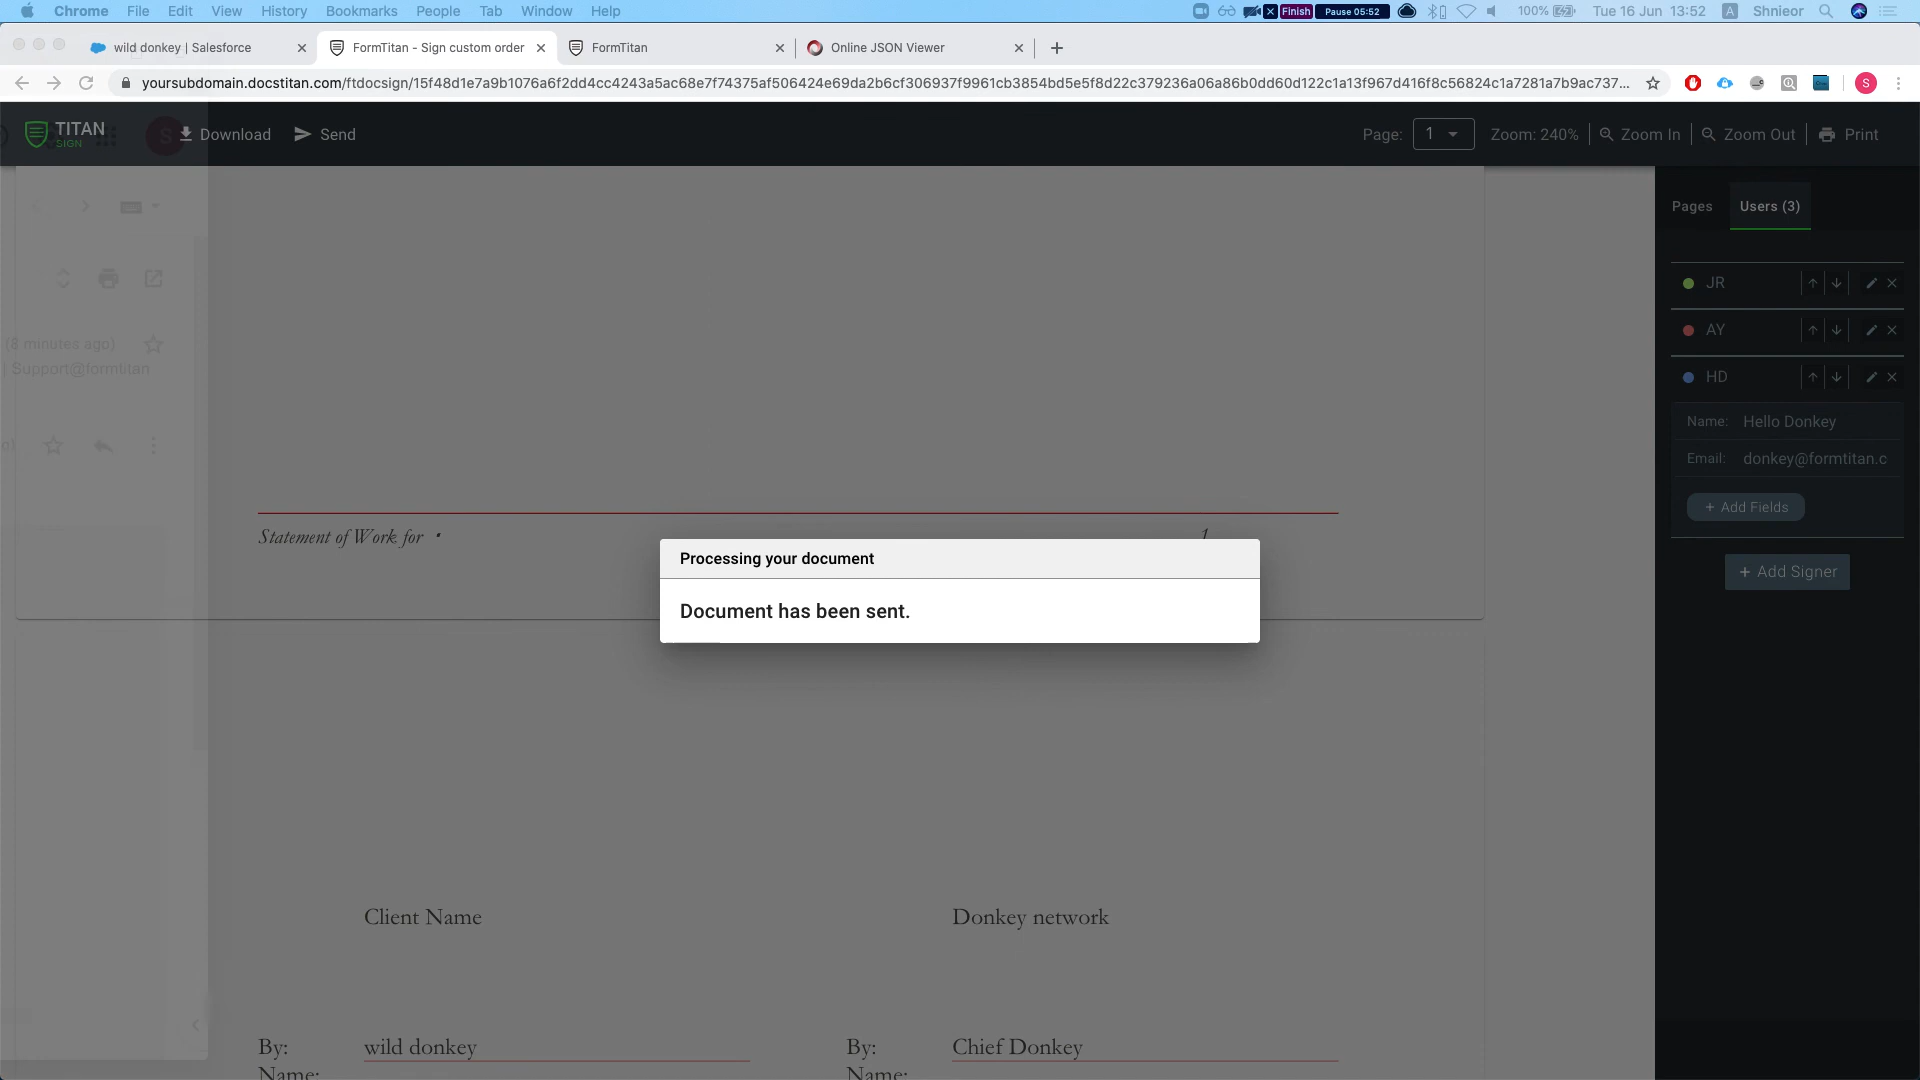 Chrome File Edit View History Bookmarks People Tab Window Help Finish Pause 05:52 100% Tue 16 Jun 13:52 A Shnieor
wild donkey | Salesforce FormTitan - Sign custom order FormTitan Online JSON Viewer
yoursubdomain.docstitan.com/ftdocsign/15f48d1e7a9b1076a6f2dd4cc4243a5ac68e7f74375af506424e69da2b6cf306937f9961cb3854bd5e5f8d22c379236a06a86b0dd60d122c1a13f967d416f8c56824c1a7281a7b9ac737... S
TITAN
SIGN
S
Download Send Page: 1 Zoom: 240% Zoom In Zoom Out Print
Pages Users (3)
JR
(8 minutes ago)
AY
| Support@formtitan
HD
Name: Hello Donkey
Email: donkey@formtitan.c
+ Add Fields
Statement of Work for • 1
Processing your document
+ Add Signer
Document has been sent.
Client Name Donkey network
By: wild donkey By: Chief Donkey
Name: Name: